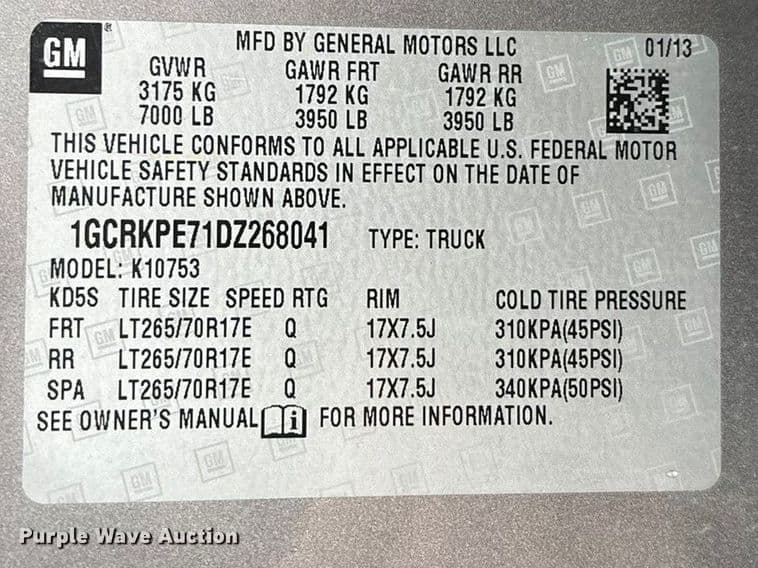 GM
MFD BY GENERAL MOTORS LLC 01/13
GVWR GAWR FRT GAWR RR
3175 KG 1792 KG 1792 KG
7000 LB 3950 LB 3950 LB
THIS VEHICLE CONFORMS TO ALL APPLICABLE U.S. FEDERAL MOTOR
VEHICLE SAFETY STANDARDS IN EFFECT ON THE DATE OF
MANUFACTURE SHOWN ABOVE.
1GCRKPE71DZ268041 TYPE: TRUCK
MODEL: K10753
KD5S TIRE SIZE SPEED RTG RIM COLD TIRE PRESSURE
FRT LT265/70R17E Q 17X7.5J 310KPA(45PSI)
RR LT265/70R17E Q 17X7.5J 310KPA(45PSI)
SPA LT265/70R17E Q 17X7.5J 340KPA(50PSI)
SEE OWNER'S MANUAL i FOR MORE INFORMATION.
Purple Wave Auction